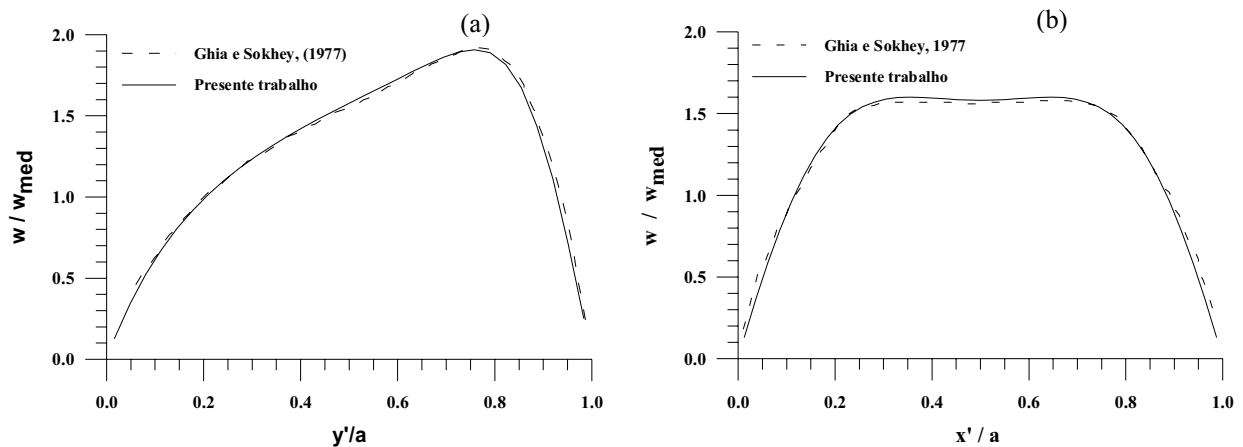 (a)
2.0
Ghia e Sokhey, (1977)
Presente trabalho
1.5
1.0
0.5
0.0
w / wmed
0.0 0.2 0.4 0.6 0.8 1.0
y'/a
(b)
2.0
Ghia e Sokhey, 1977
Presente trabalho
1.5
1.0
0.5
0.0
w / wmed
0.0 0.2 0.4 0.6 0.8 1.0
x' / a